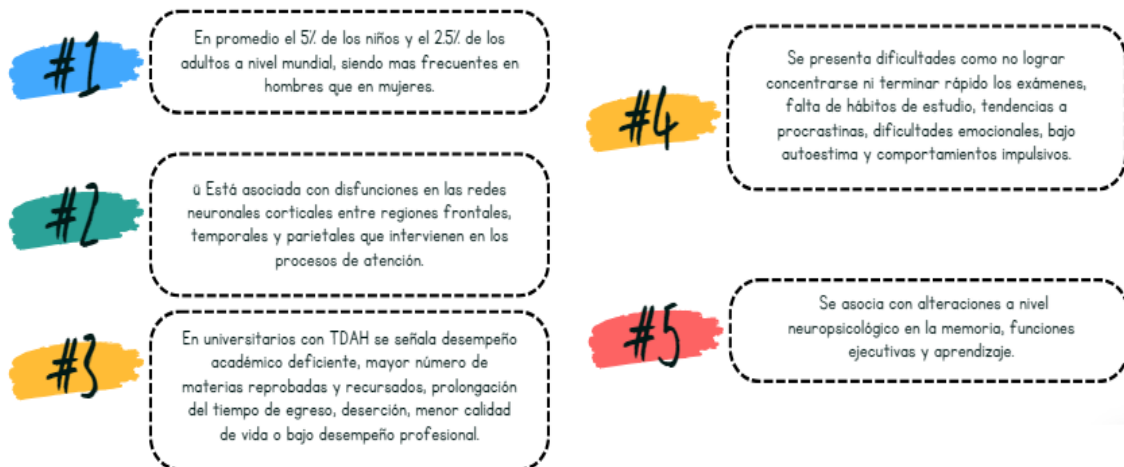 #1
En promedio el 5% de los niños y el 2.5% de los
adultos a nivel mundial, siendo mas frecuentes en
hombres que en mujeres.
#2
ü Está asociada con disfunciones en las redes
neuronales corticales entre regiones frontales,
temporales y parietales que intervienen en los
procesos de atención.
#3
En universitarios con TDAH se señala desempeño
académico deficiente, mayor número de
materias reprobadas y recursados, prolongación
del tiempo de egreso, deserción, menor calidad
de vida o bajo desempeño profesional.
#4
Se presenta dificultades como no lograr
concentrarse ni terminar rápido los exámenes,
falta de hábitos de estudio, tendencias a
procrastinas, dificultades emocionales, bajo
autoestima y comportamientos impulsivos.
#5
Se asocia con alteraciones a nivel
neuropsicológico en la memoria, funciones
ejecutivas y aprendizaje.